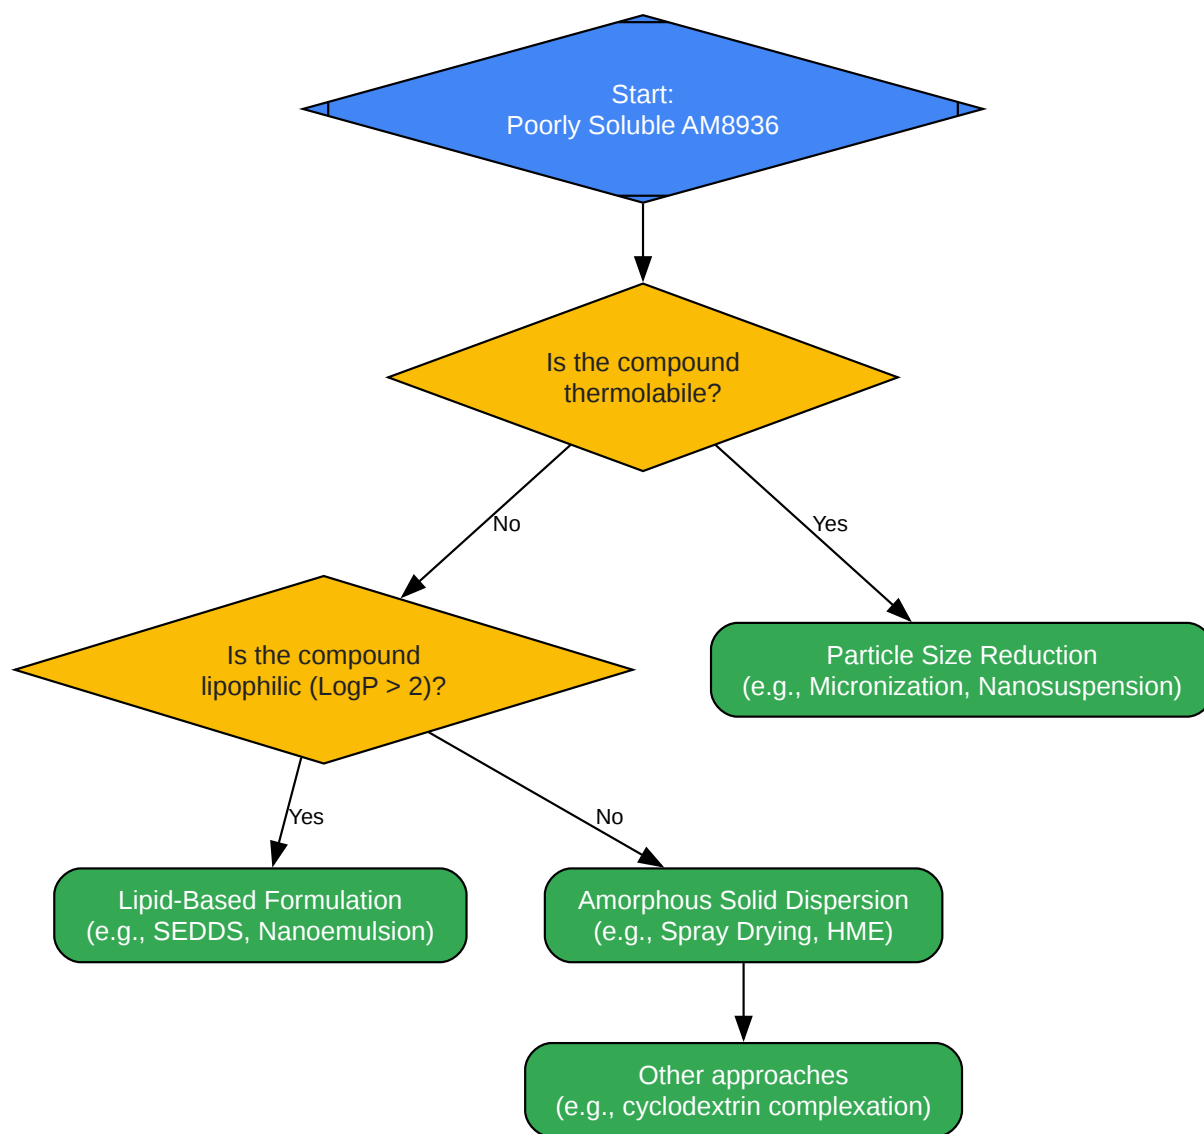 Start:
Poorly Soluble AM8936
Is the compound
thermolabile?
No
Yes
Is the compound
lipophilic (LogP > 2)?
Particle Size Reduction
(e.g., Micronization, Nanosuspension)
Yes
No
Lipid-Based Formulation
(e.g., SEDDS, Nanoemulsion)
Amorphous Solid Dispersion
(e.g., Spray Drying, HME)
Other approaches
(e.g., cyclodextrin complexation)